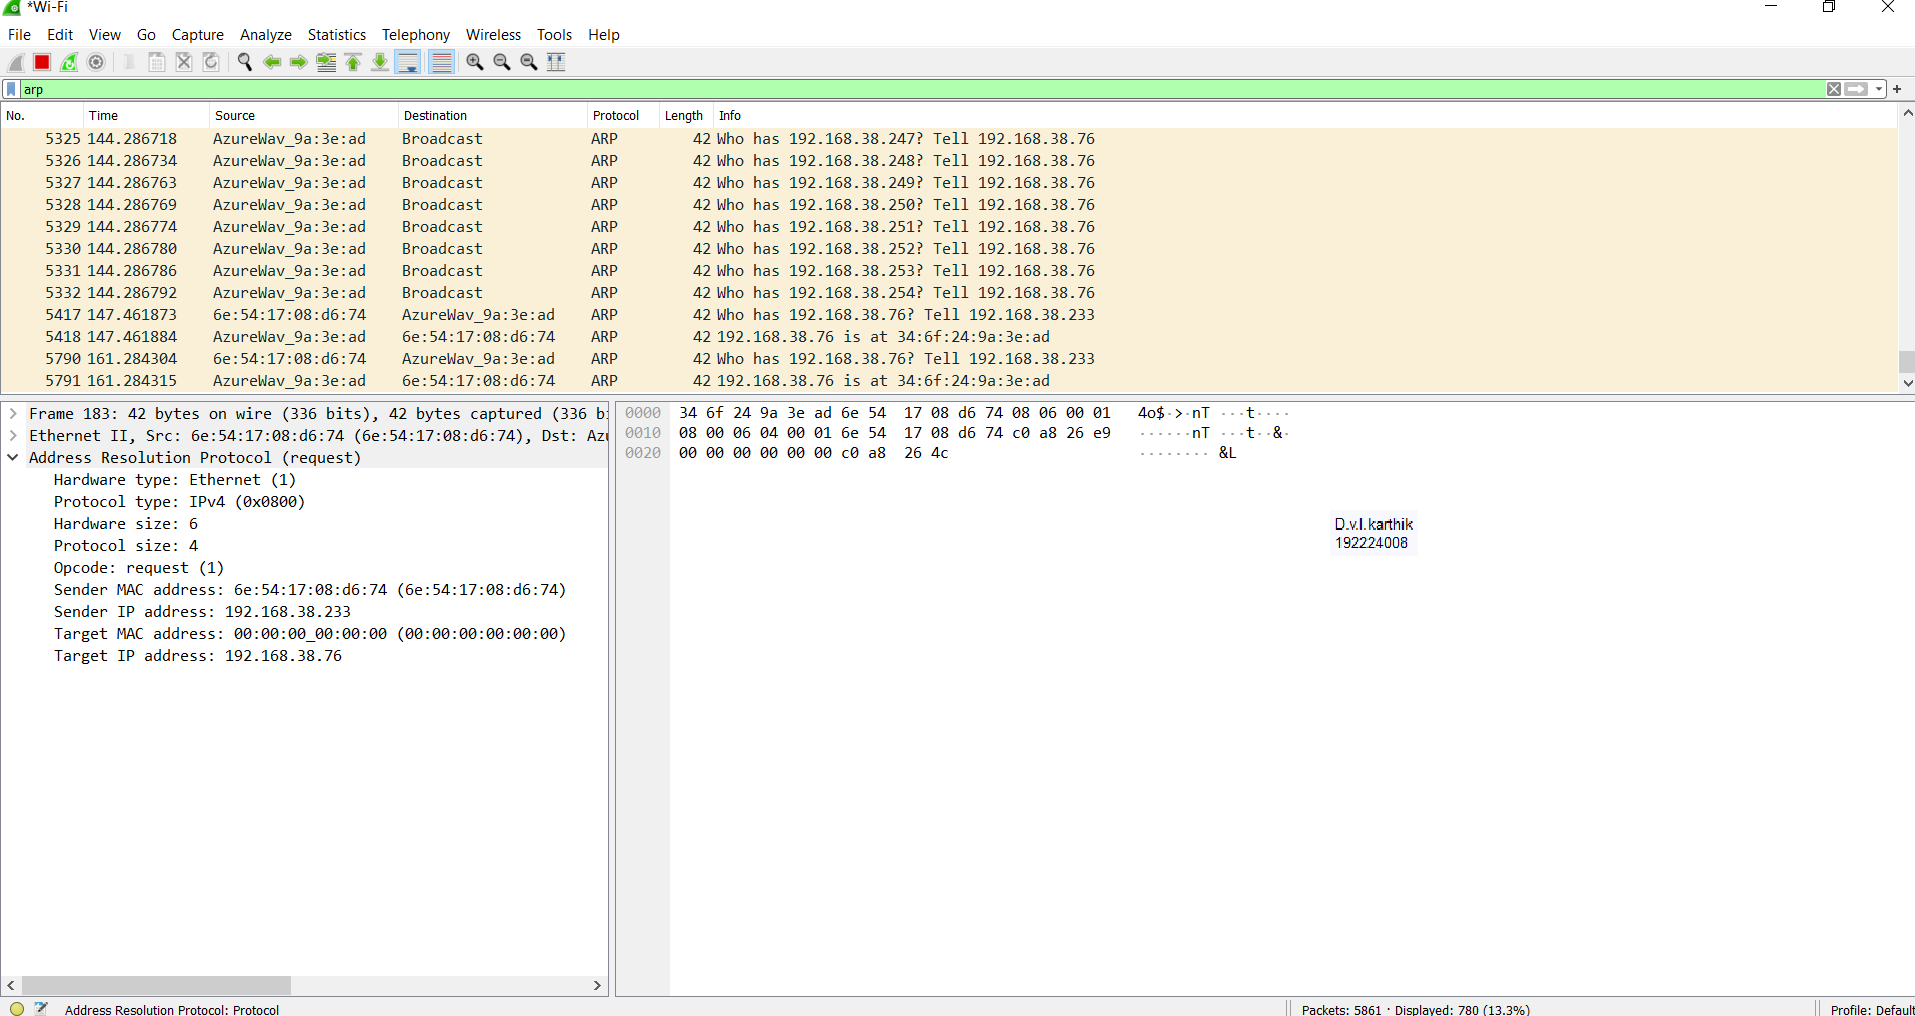 *Wi-Fi
File Edit View Go Capture Analyze Statistics Telephony Wireless Tools Help
arp
No. Time Source Destination Protocol Length Info
5325 144.286718 AzureWav_9a:3e:ad Broadcast ARP 42 Who has 192.168.38.247? Tell 192.168.38.76
5326 144.286734 AzureWav_9a:3e:ad Broadcast ARP 42 Who has 192.168.38.248? Tell 192.168.38.76
5327 144.286763 AzureWav_9a:3e:ad Broadcast ARP 42 Who has 192.168.38.249? Tell 192.168.38.76
5328 144.286769 AzureWav_9a:3e:ad Broadcast ARP 42 Who has 192.168.38.250? Tell 192.168.38.76
5329 144.286774 AzureWav_9a:3e:ad Broadcast ARP 42 Who has 192.168.38.251? Tell 192.168.38.76
5330 144.286780 AzureWav_9a:3e:ad Broadcast ARP 42 Who has 192.168.38.252? Tell 192.168.38.76
5331 144.286786 AzureWav_9a:3e:ad Broadcast ARP 42 Who has 192.168.38.253? Tell 192.168.38.76
5332 144.286792 AzureWav_9a:3e:ad Broadcast ARP 42 Who has 192.168.38.254? Tell 192.168.38.76
5417 147.461873 6e:54:17:08:d6:74 AzureWav_9a:3e:ad ARP 42 Who has 192.168.38.76? Tell 192.168.38.233
5418 147.461884 AzureWav_9a:3e:ad 6e:54:17:08:d6:74 ARP 42 192.168.38.76 is at 34:6f:24:9a:3e:ad
5790 161.284304 6e:54:17:08:d6:74 AzureWav_9a:3e:ad ARP 42 Who has 192.168.38.76? Tell 192.168.38.233
5791 161.284315 AzureWav_9a:3e:ad 6e:54:17:08:d6:74 ARP 42 192.168.38.76 is at 34:6f:24:9a:3e:ad
Frame 183: 42 bytes on wire (336 bits), 42 bytes captured (336 bi
Ethernet II, Src: 6e:54:17:08:d6:74 (6e:54:17:08:d6:74), Dst: Azu
Address Resolution Protocol (request)
Hardware type: Ethernet (1)
Protocol type: IPv4 (0x0800)
Hardware size: 6
Protocol size: 4
Opcode: request (1)
Sender MAC address: 6e:54:17:08:d6:74 (6e:54:17:08:d6:74)
Sender IP address: 192.168.38.233
Target MAC address: 00:00:00_00:00:00 (00:00:00:00:00:00)
Target IP address: 192.168.38.76
0000 34 6f 24 9a 3e ad 6e 54 17 08 d6 74 08 06 00 01 4o$·>·nT ···t····
0010 08 00 06 04 00 01 6e 54 17 08 d6 74 c0 a8 26 e9 ······nT ···t··&·
0020 00 00 00 00 00 00 c0 a8 26 4c ········ &L
D.v.l.karthik
192224008
Address Resolution Protocol: Protocol
Packets: 5861 · Displayed: 780 (13.3%)
Profile: Default